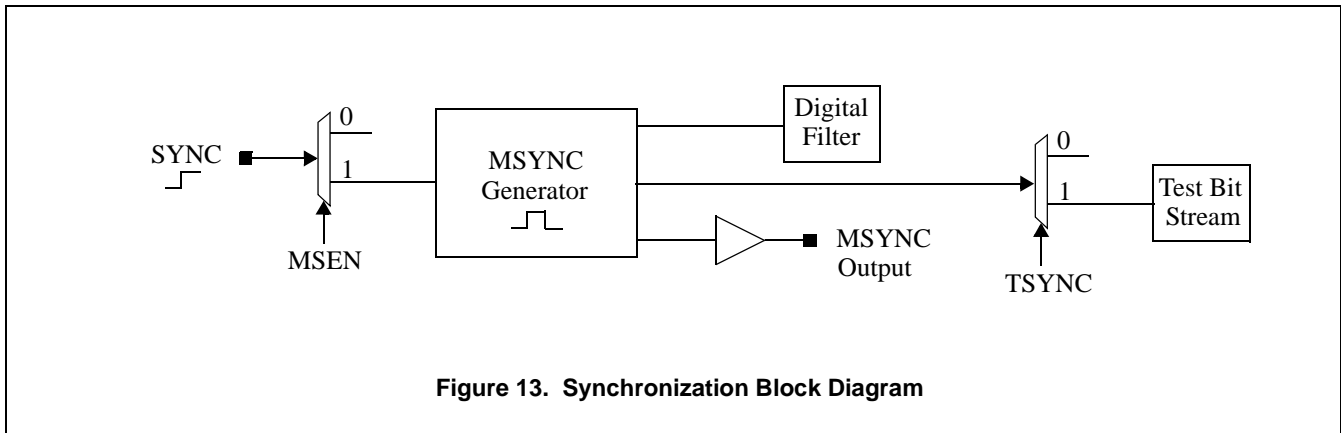 SYNC
MSEN
0
1
MSYNC
Generator
Digital
Filter
MSYNC
Output
0
1
TSYNC
Test Bit
Stream
Figure 13. Synchronization Block Diagram